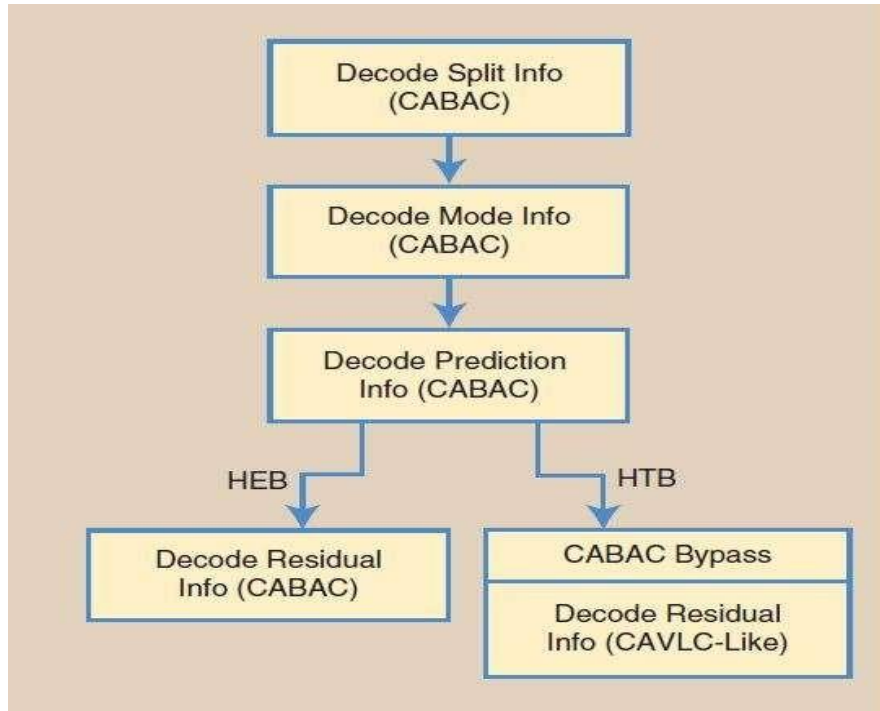 Decode Split Info
(CABAC)
Decode Mode Info
(CABAC)
Decode Prediction
Info (CABAC)
HEB
HTB
Decode Residual
Info (CABAC)
CABAC Bypass
Decode Residual
Info (CAVLC-Like)